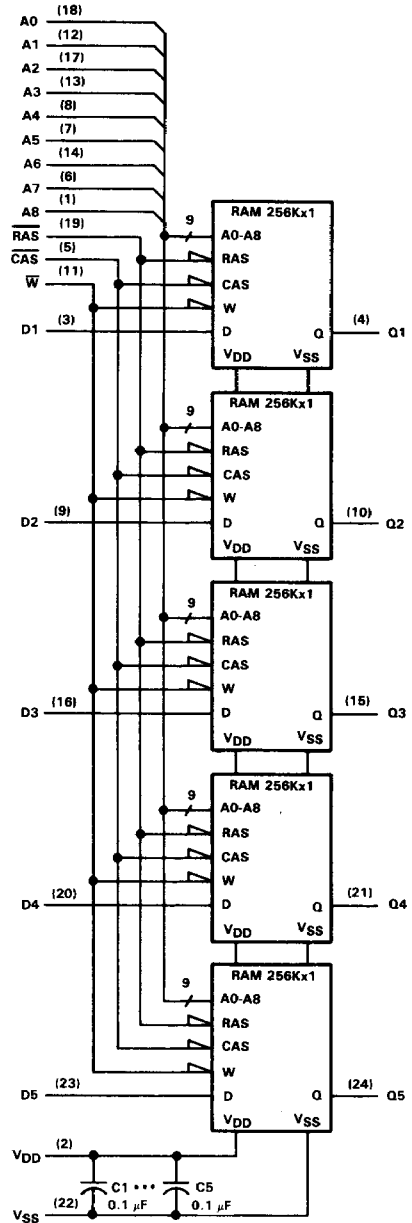 A0 (18)
A1 (12)
A2 (17)
A3 (13)
A4 (8)
A5 (7)
A6 (14)
A7 (6)
A8 (1)
R̅A̅S̅ (19)
C̅A̅S̅ (5)
W̅ (11)
D1 (3)
RAM 256Kx1
9 A0-A8
RAS
CAS
W
D Q (4) Q1
VDD VSS
RAM 256Kx1
9 A0-A8
RAS
CAS
W
D2 (9) D Q (10) Q2
VDD VSS
RAM 256Kx1
9 A0-A8
RAS
CAS
W
D3 (16) D Q (15) Q3
VDD VSS
RAM 256Kx1
9 A0-A8
RAS
CAS
W
D4 (20) D Q (21) Q4
VDD VSS
RAM 256Kx1
9 A0-A8
RAS
CAS
W
D5 (23) D Q (24) Q5
VDD VSS
VDD (2)
C1 ••• C5
0.1 μF 0.1 μF
VSS (22)